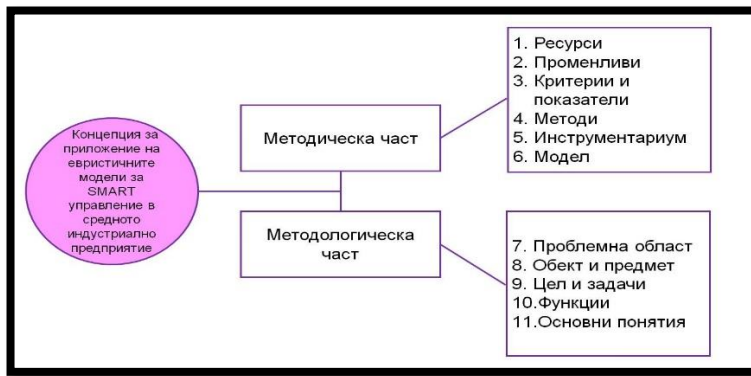 Концепция за
приложение на
евристичните
модели за
SMART
управление в
средното
индустриално
предприятие
Методическа част
Методологическа
част
1. Ресурси
2. Променливи
3. Критерии и
показатели
4. Методи
5. Инструментариум
6. Модел
7. Проблемна област
8. Обект и предмет
9. Цел и задачи
10.Функции
11.Основни понятия